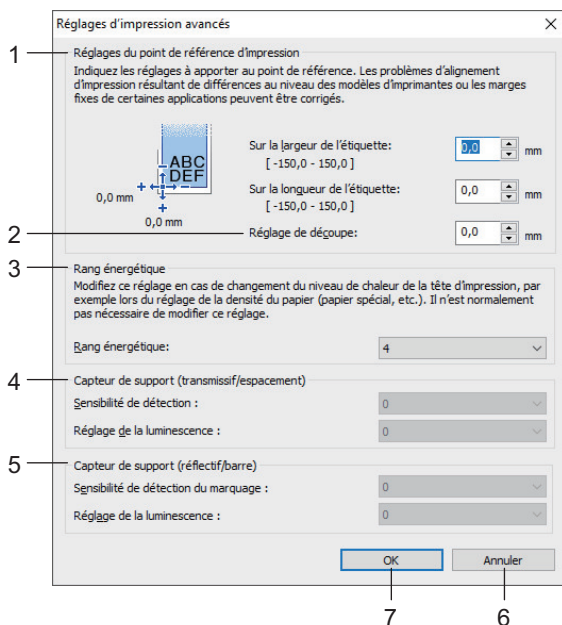 Réglages d'impression avancés
1
Réglages du point de référence d'impression
Indiquez les réglages à apporter au point de référence. Les problèmes d'alignement
d'impression résultant de différences au niveau des modèles d'imprimantes ou les marges
fixes de certaines applications peuvent être corrigés.
ABC
DEF
0,0 mm
0,0 mm
Sur la largeur de l'étiquette:
0,0 mm
[ -150,0 - 150,0 ]
Sur la longueur de l'étiquette:
0,0 mm
[ -150,0 - 150,0 ]
2
Réglage de découpe:
0,0 mm
3
Rang énergétique
Modifiez ce réglage en cas de changement du niveau de chaleur de la tête d'impression, par
exemple lors du réglage de la densité du papier (papier spécial, etc.). Il n'est normalement
pas nécessaire de modifier ce réglage.
Rang énergétique:
4
4
Capteur de support (transmissif/espacement)
Sensibilité de détection :
0
Réglage de la luminescence :
0
5
Capteur de support (réflectif/barre)
Sensibilité de détection du marquage :
0
Réglage de la luminescence :
0
OK
Annuler
7
6